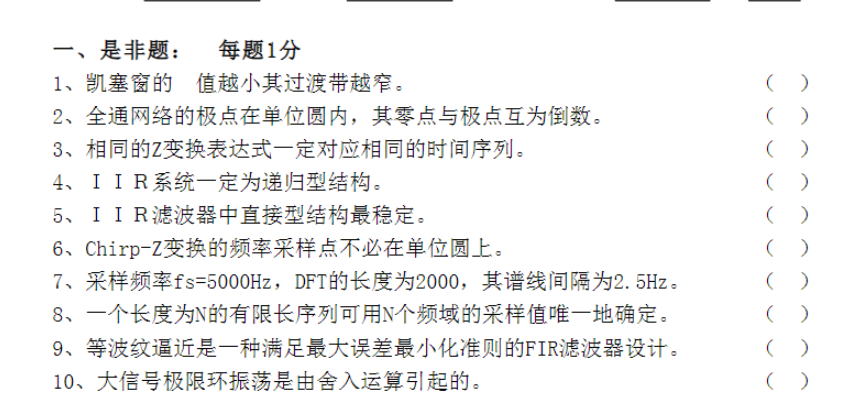 一、是非题： 每题1分
1、凯塞窗的 值越小其过渡带越窄。 （ ）
2、全通网络的极点在单位圆内，其零点与极点互为倒数。 （ ）
3、相同的Z变换表达式一定对应相同的时间序列。 （ ）
4、ＩＩR系统一定为递归型结构。 （ ）
5、ＩＩR滤波器中直接型结构最稳定。 （ ）
6、Chirp-Z变换的频率采样点不必在单位圆上。 （ ）
7、采样频率fs=5000Hz，DFT的长度为2000，其谱线间隔为2.5Hz。 （ ）
8、一个长度为N的有限长序列可用N个频域的采样值唯一地确定。 （ ）
9、等波纹逼近是一种满足最大误差最小化准则的FIR滤波器设计。 （ ）
10、大信号极限环振荡是由舍入运算引起的。 （ ）